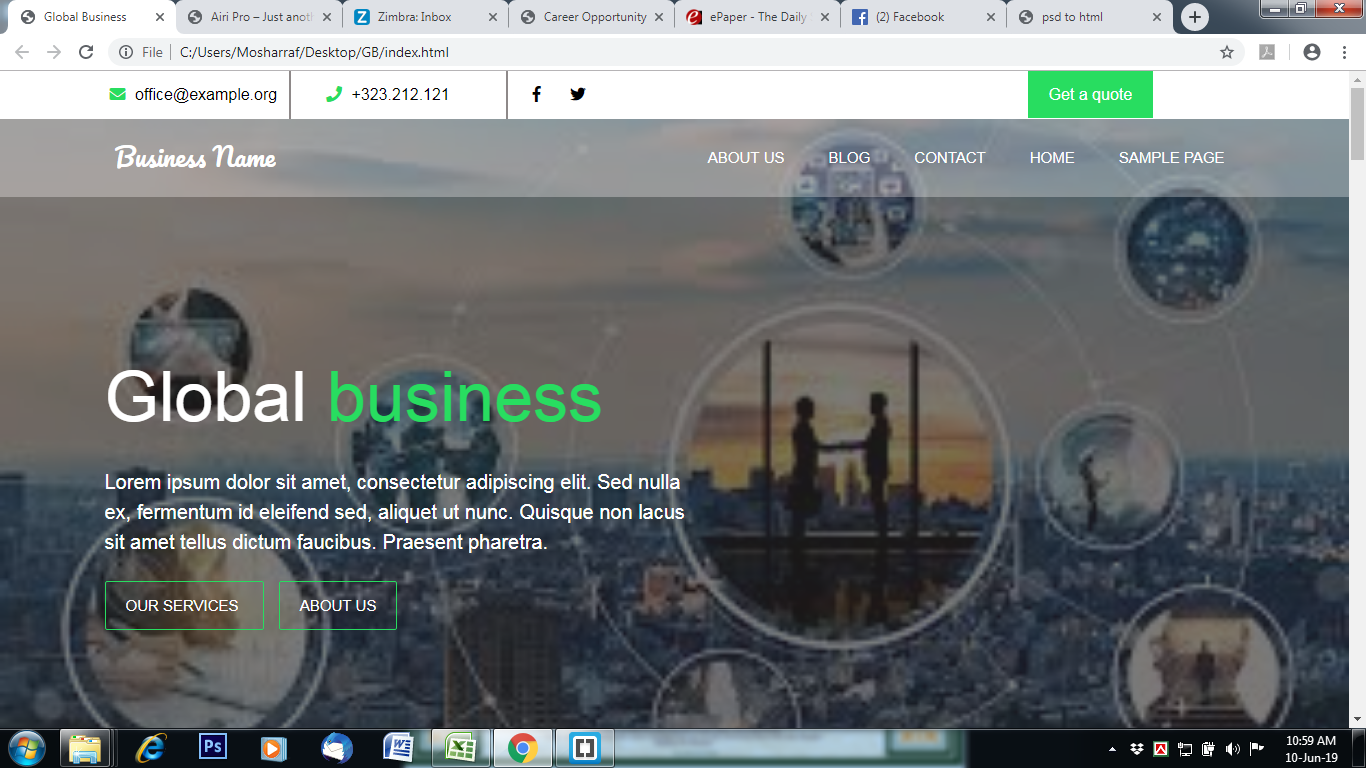 Global Business
Airi Pro – Just anoth
Zimbra: Inbox
Career Opportunity
ePaper - The Daily
(2) Facebook
psd to html
File
C:/Users/Mosharraf/Desktop/GB/index.html
office@example.org
+323.212.121
Get a quote
Business Name
ABOUT US
BLOG
CONTACT
HOME
SAMPLE PAGE
Global business
Lorem ipsum dolor sit amet, consectetur adipiscing elit. Sed nulla
ex, fermentum id eleifend sed, aliquet ut nunc. Quisque non lacus
sit amet tellus dictum faucibus. Praesent pharetra.
OUR SERVICES
ABOUT US
Ps
10:59 AM
10-Jun-19